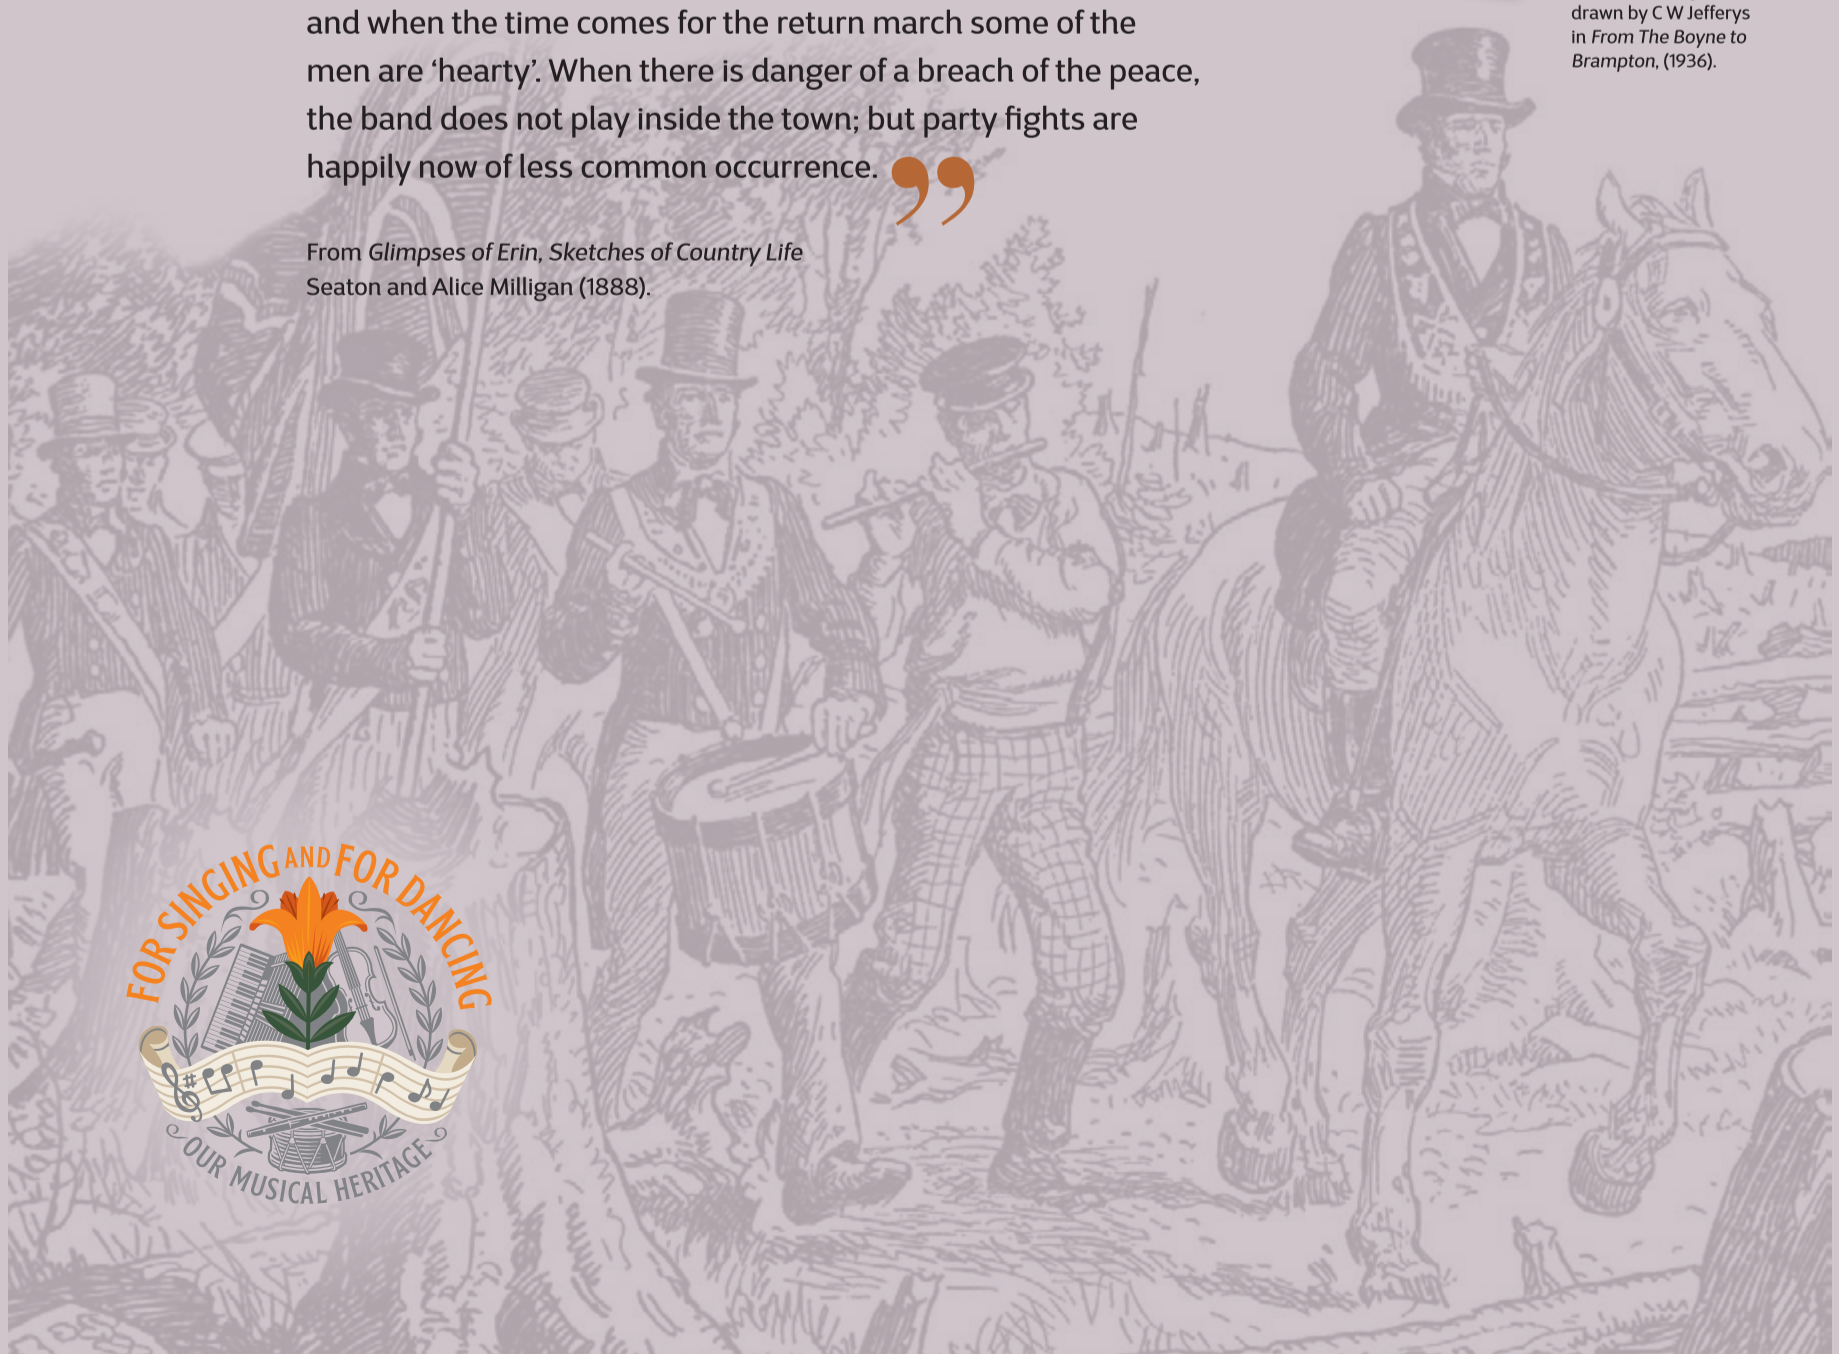 and when the time comes for the return march some of the
men are ‘hearty’. When there is danger of a breach of the peace,
the band does not play inside the town; but party fights are
happily now of less common occurrence. ”
From Glimpses of Erin, Sketches of Country Life
Seaton and Alice Milligan (1888).
drawn by C W Jefferys
in From The Boyne to
Brampton, (1936).
FOR SINGING AND FOR DANCING
OUR MUSICAL HERITAGE